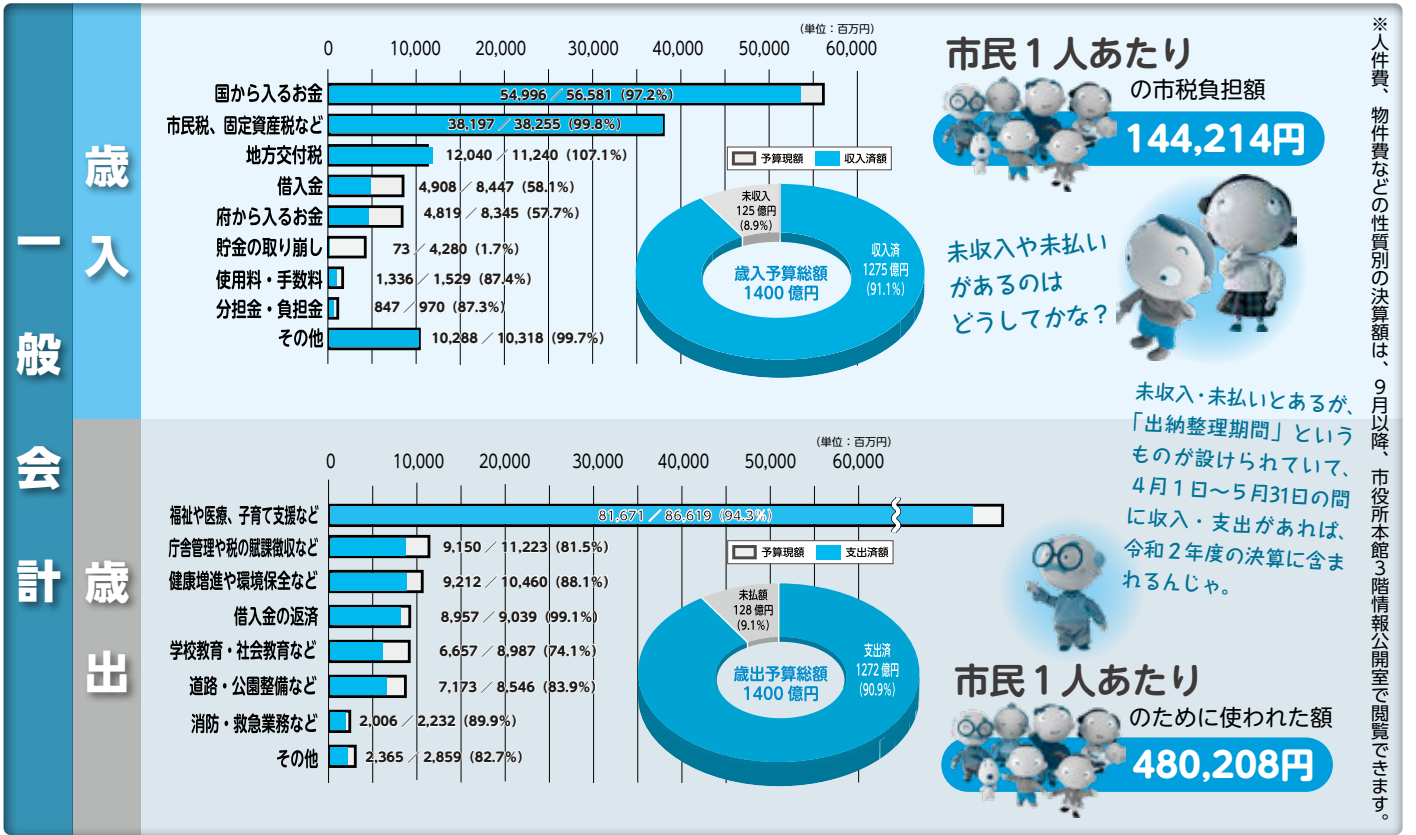 一般会計
歳入
(単位:百万円)
0 10,000 20,000 30,000 40,000 50,000 60,000
国から入るお金 54,996/56,581 (97.2%)
市民税、固定資産税など 38,197/38,255 (99.8%)
地方交付税 12,040/11,240 (107.1%)
借入金 4,908/8,447 (58.1%)
府から入るお金 4,819/8,345 (57.7%)
貯金の取り崩し 73/4,280 (1.7%)
使用料・手数料 1,336/1,529 (87.4%)
分担金・負担金 847/970 (87.3%)
その他 10,288/10,318 (99.7%)
予算現額 収入済額
未収入
125億円
(8.9%)
収入済
1275億円
(91.1%)
歳入予算総額
1400億円
市民1人あたり
の市税負担額
144,214円
未収入や未払い
があるのは
どうしてかな?
未収入・未払いとあるが、
「出納整理期間」という
ものが設けられていて、
4月1日~5月31日の間
に収入・支出があれば、
令和2年度の決算に含ま
れるんじゃ。
歳出
(単位:百万円)
0 10,000 20,000 30,000 40,000 50,000 60,000
福祉や医療、子育て支援など 81,671/86,619 (94.3%)
庁舎管理や税の賦課徴収など 9,150/11,223 (81.5%)
健康増進や環境保全など 9,212/10,460 (88.1%)
借入金の返済 8,957/9,039 (99.1%)
学校教育・社会教育など 6,657/8,987 (74.1%)
道路・公園整備など 7,173/8,546 (83.9%)
消防・救急業務など 2,006/2,232 (89.9%)
その他 2,365/2,859 (82.7%)
予算現額 支出済額
未払額
128億円
(9.1%)
支出済
1272億円
(90.9%)
歳出予算総額
1400億円
市民1人あたり
のために使われた額
480,208円
※人件費、物件費などの性質別の決算額は、9月以降、市役所本館3階情報公開室で閲覧できます。